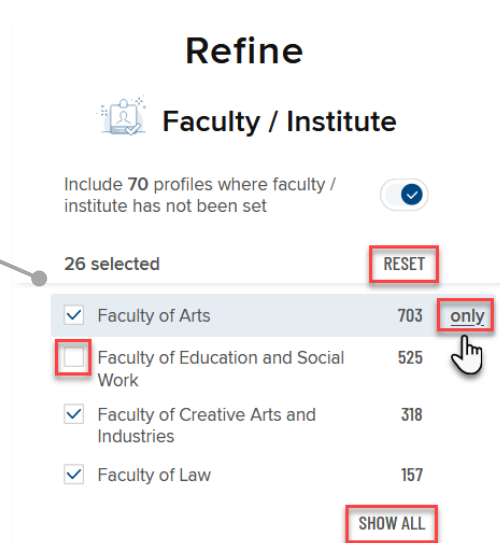 Refine
Faculty / Institute
Include 70 profiles where faculty /
institute has not been set
26 selected RESET
Faculty of Arts 703 only
Faculty of Education and Social 525
Work
Faculty of Creative Arts and 318
Industries
Faculty of Law 157
SHOW ALL